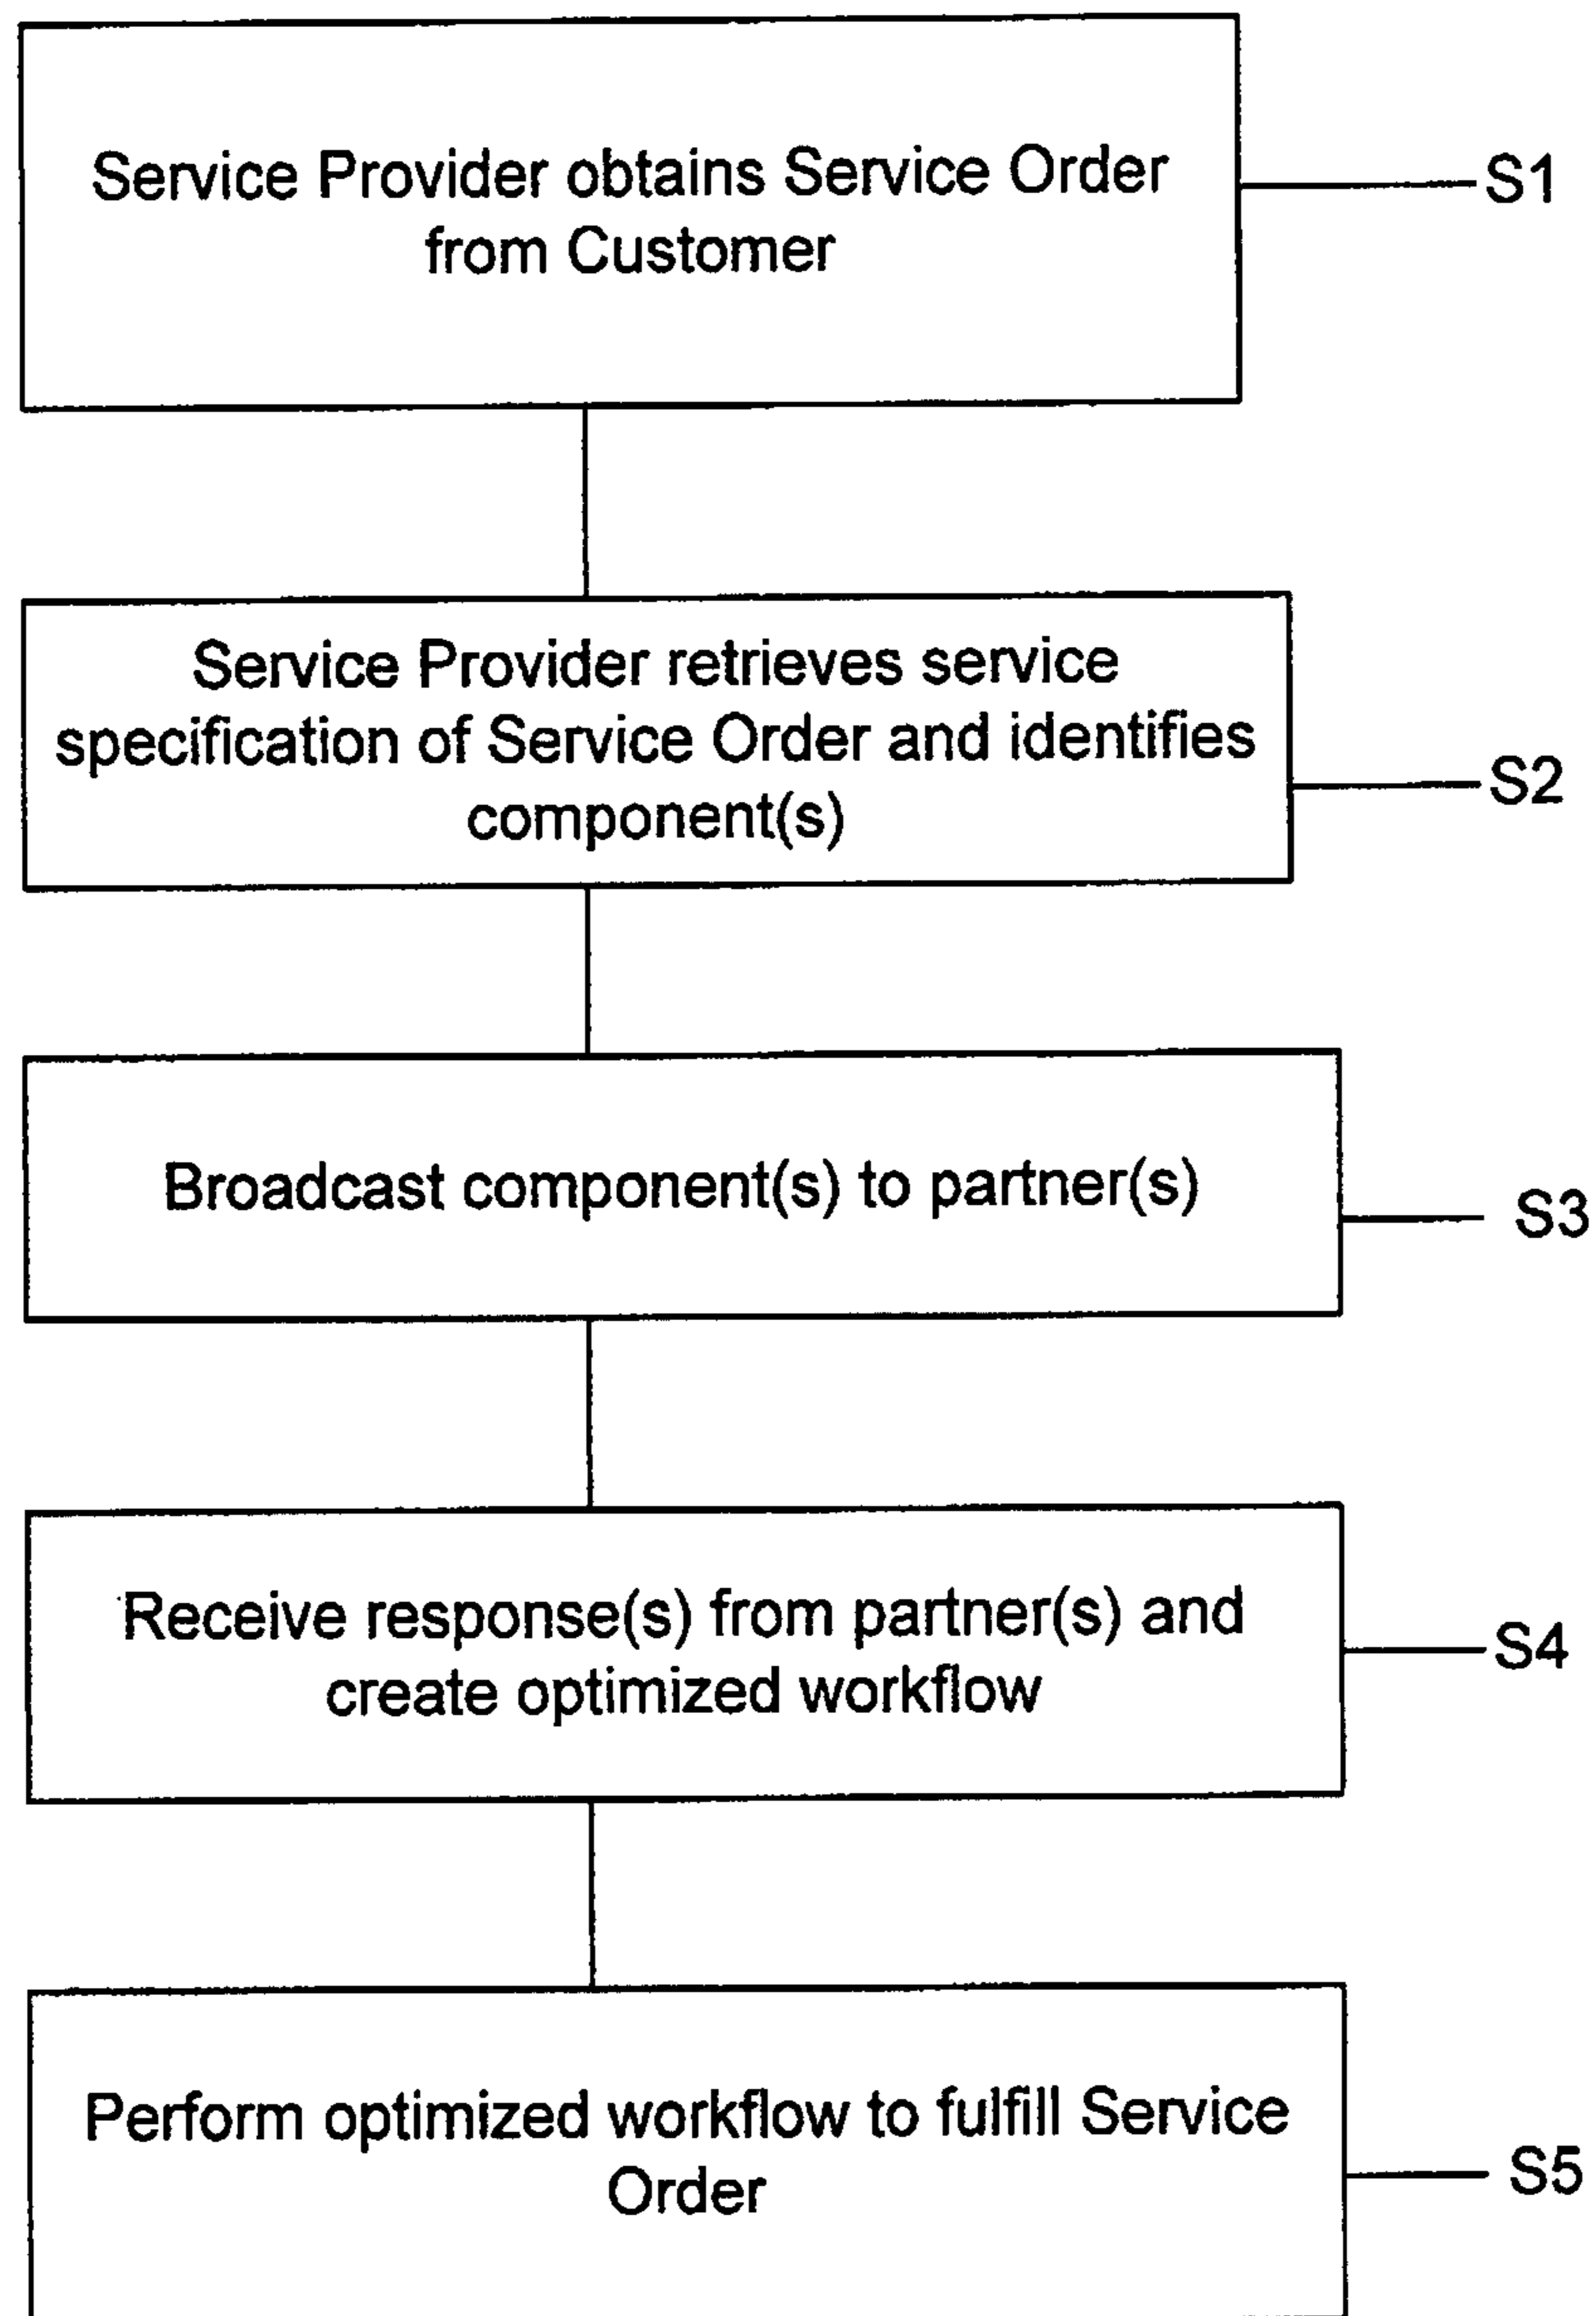 Service Provider obtains Service Order
from Customer
S1
Service Provider retrieves service
specification of Service Order and identifies
component(s)
S2
Broadcast component(s) to partner(s)
S3
Receive response(s) from partner(s) and
create optimized workflow
S4
Perform optimized workflow to fulfill Service
Order
S5